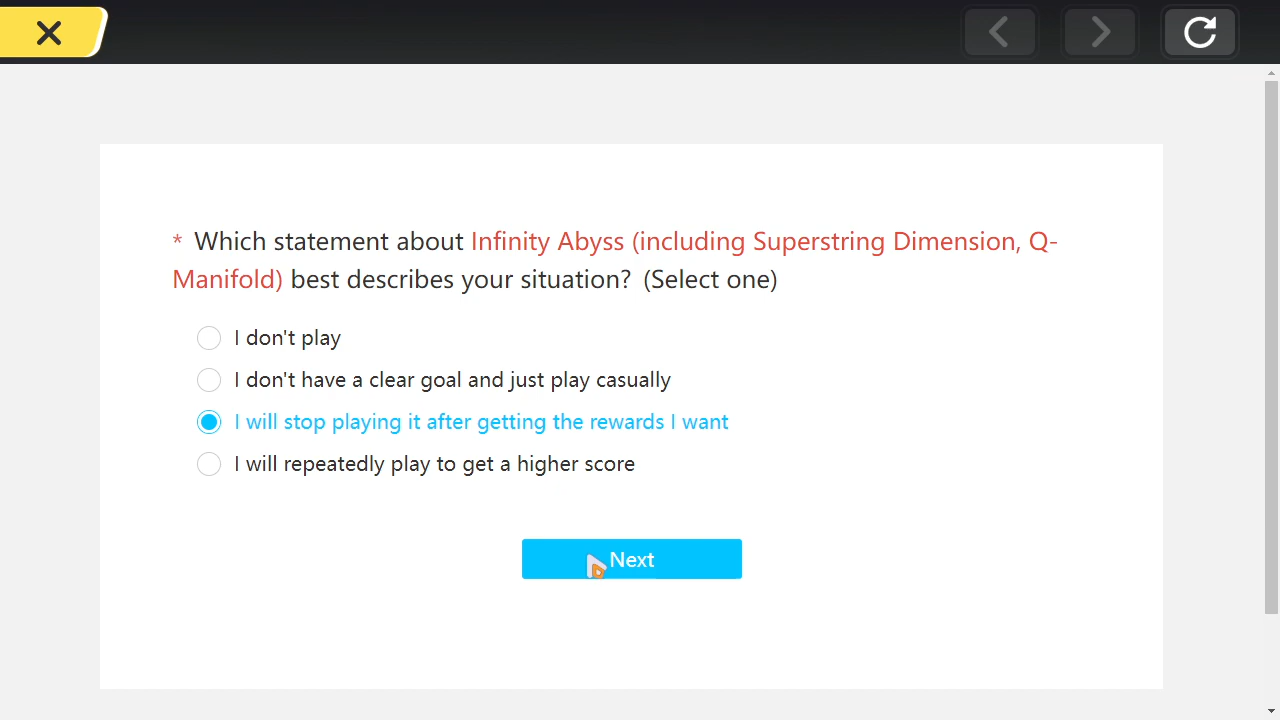 * Which statement about Infinity Abyss (including Superstring Dimension, Q-
Manifold) best describes your situation? (Select one)
I don't play
I don't have a clear goal and just play casually
I will stop playing it after getting the rewards I want
I will repeatedly play to get a higher score
Next